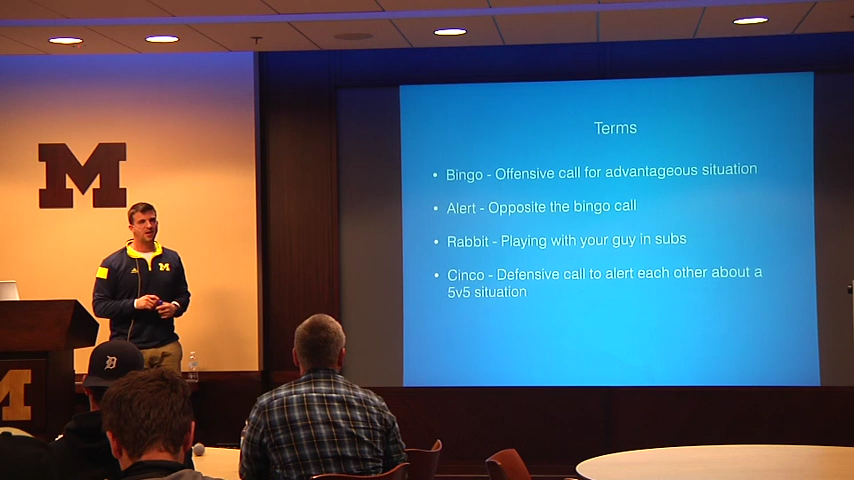 M
Terms
• Bingo - Offensive call for advantageous situation
• Alert - Opposite the bingo call
• Rabbit - Playing with your guy in subs
• Cinco - Defensive call to alert each other about a
5v5 situation
M
D
M